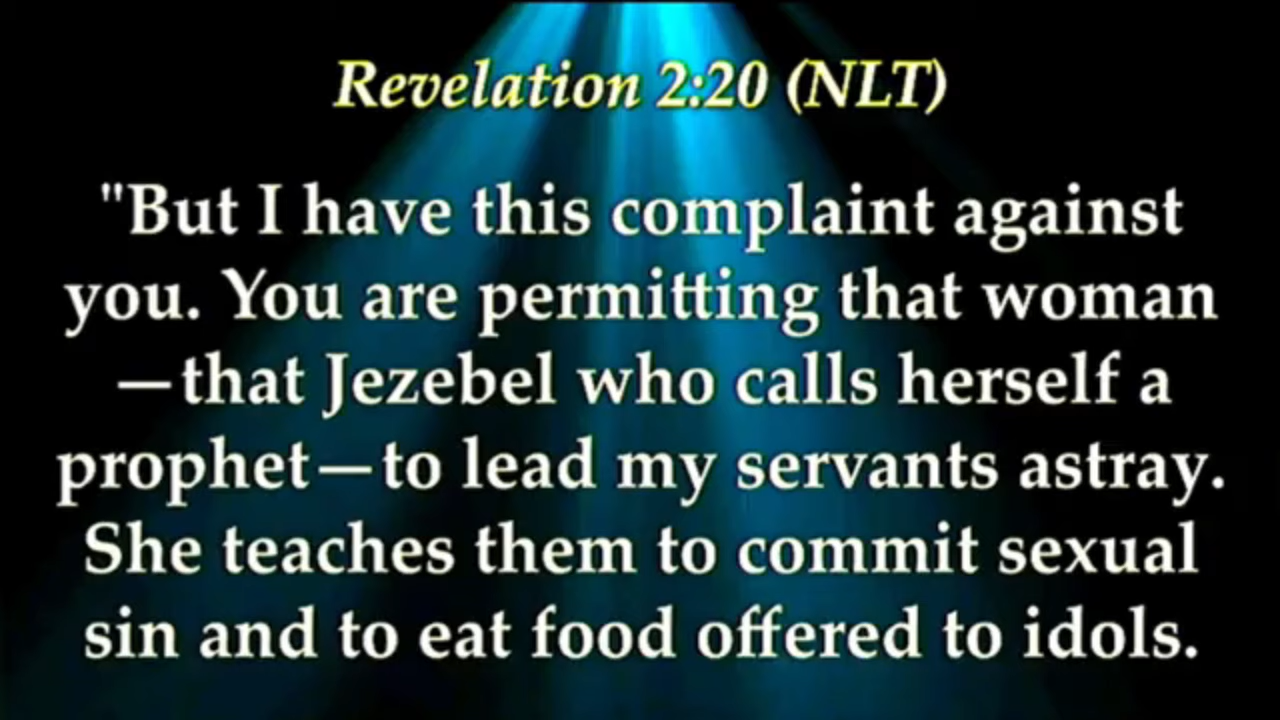 Revelation 2:20 (NLT)
"But I have this complaint against
you. You are permitting that woman
—that Jezebel who calls herself a
prophet—to lead my servants astray.
She teaches them to commit sexual
sin and to eat food offered to idols.